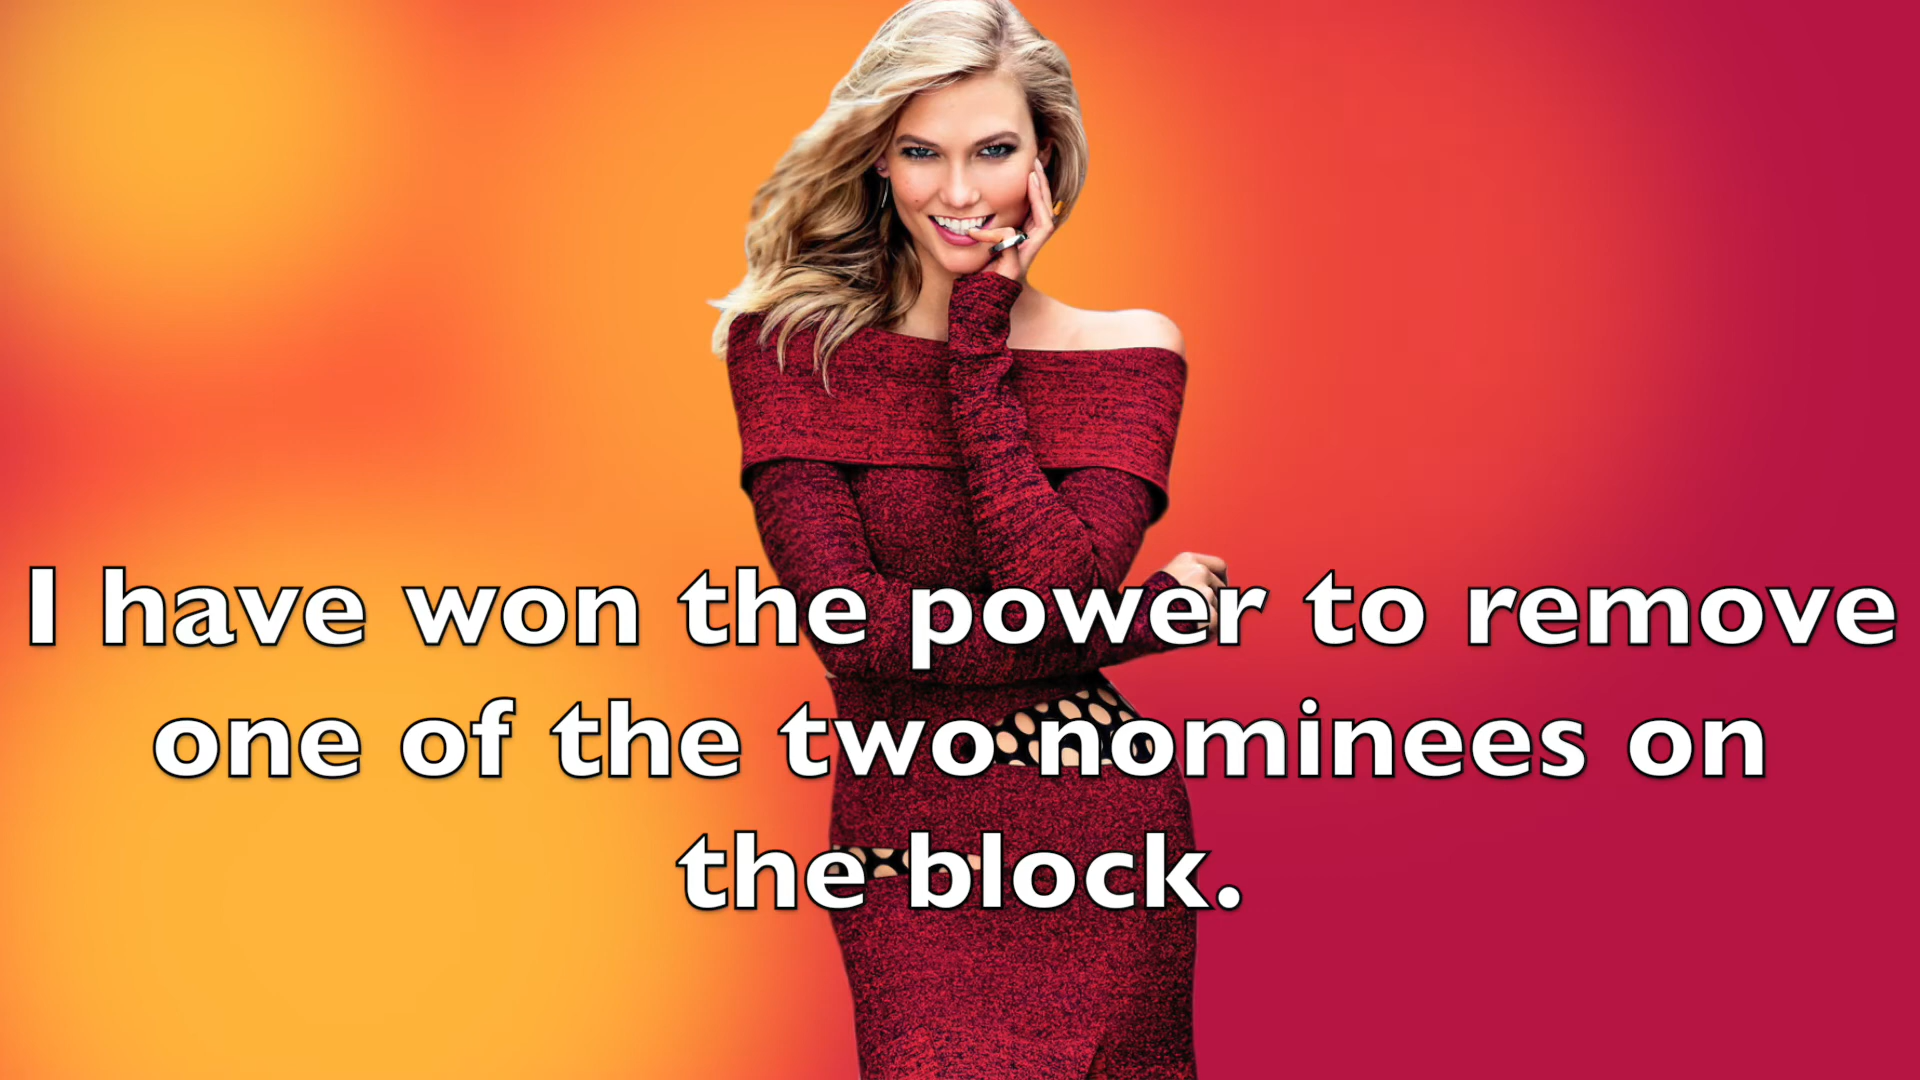 I have won the power to remove
one of the two nominees on
the block.